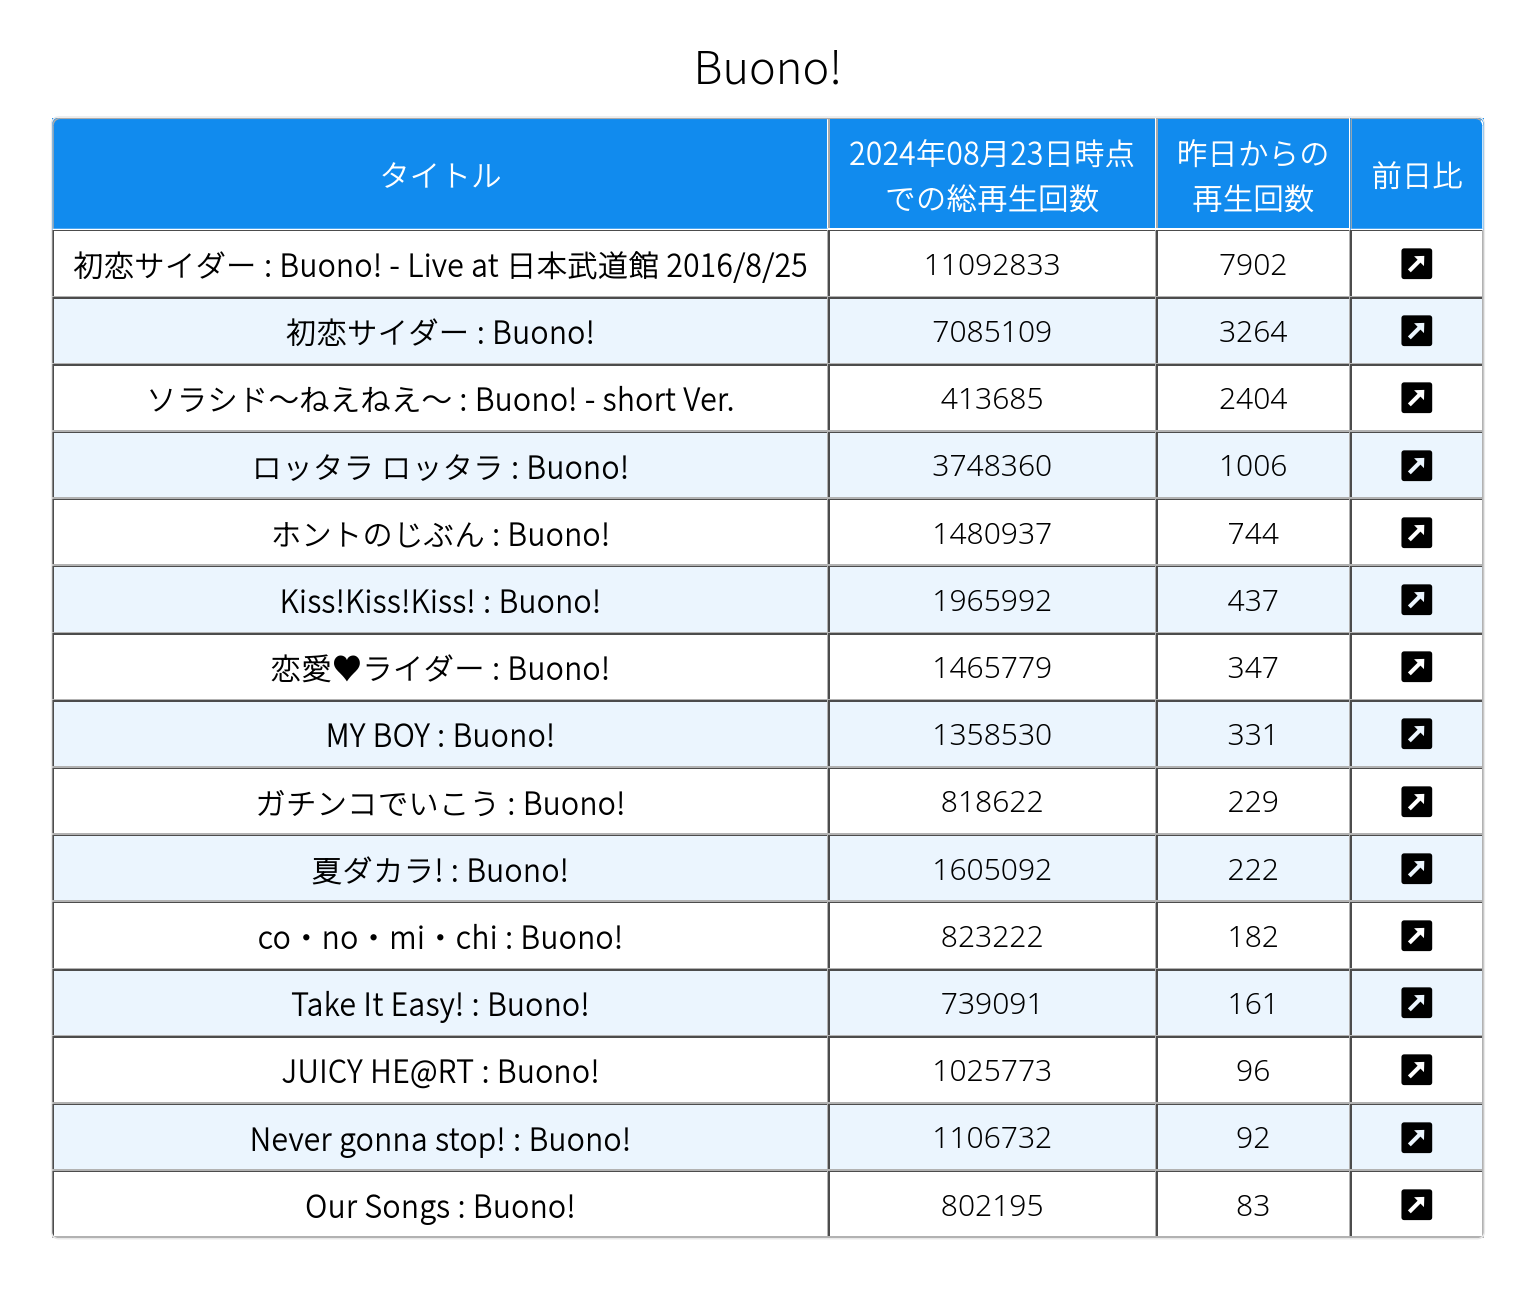 Buono!
タイトル 2024年08月23日時点での総再生回数 昨日からの再生回数 前日比
初恋サイダー : Buono! - Live at 日本武道館 2016/8/25 11092833 7902
初恋サイダー : Buono! 7085109 3264
ソラシド〜ねえねえ〜 : Buono! - short Ver. 413685 2404
ロッタラ ロッタラ : Buono! 3748360 1006
ホントのじぶん : Buono! 1480937 744
Kiss!Kiss!Kiss! : Buono! 1965992 437
恋愛♥ライダー : Buono! 1465779 347
MY BOY : Buono! 1358530 331
ガチンコでいこう : Buono! 818622 229
夏ダカラ! : Buono! 1605092 222
co・no・mi・chi : Buono! 823222 182
Take It Easy! : Buono! 739091 161
JUICY HE@RT : Buono! 1025773 96
Never gonna stop! : Buono! 1106732 92
Our Songs : Buono! 802195 83